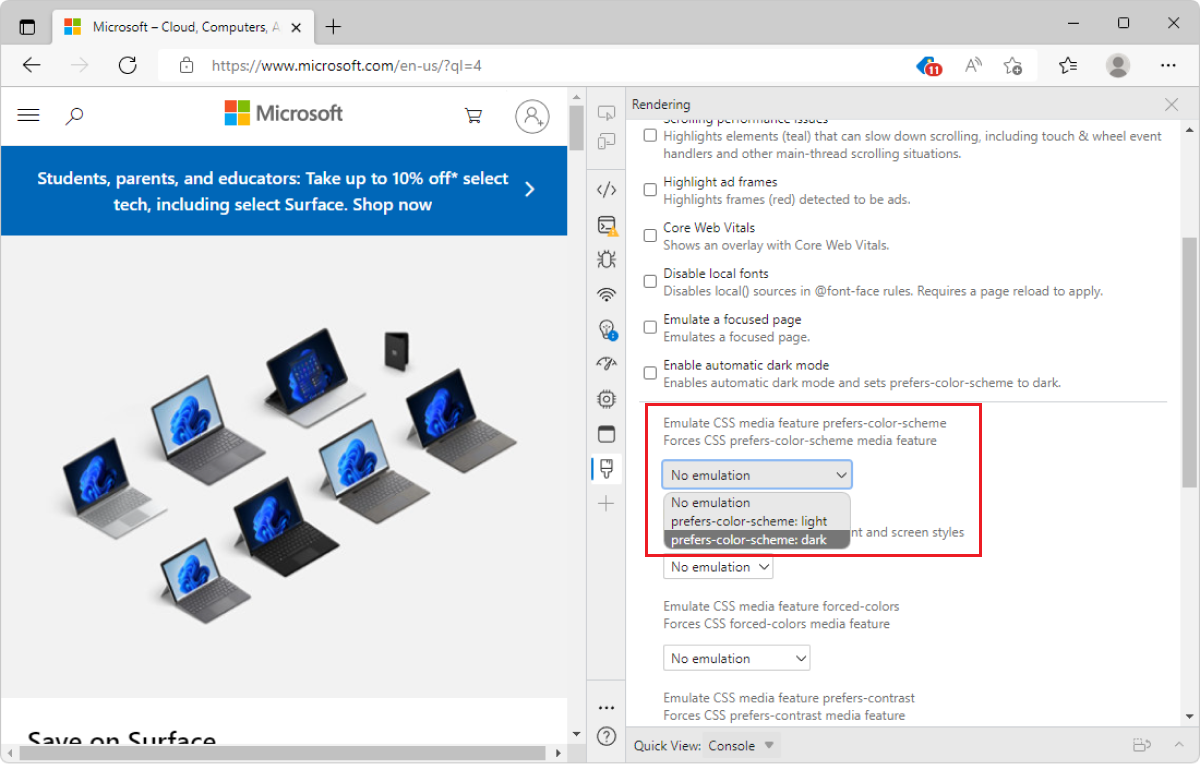 Microsoft – Cloud, Computers, A
https://www.microsoft.com/en-us/?ql=4
11
Microsoft
Students, parents, and educators: Take up to 10% off* select
tech, including select Surface. Shop now
Save on Surface
Rendering
Scrolling performance issues
Highlights elements (teal) that can slow down scrolling, including touch & wheel event
handlers and other main-thread scrolling situations.
Highlight ad frames
Highlights frames (red) detected to be ads.
Core Web Vitals
Shows an overlay with Core Web Vitals.
Disable local fonts
Disables local() sources in @font-face rules. Requires a page reload to apply.
Emulate a focused page
Emulates a focused page.
Enable automatic dark mode
Enables automatic dark mode and sets prefers-color-scheme to dark.
Emulate CSS media feature prefers-color-scheme
Forces CSS prefers-color-scheme media feature
No emulation
No emulation
prefers-color-scheme: light
prefers-color-scheme: dark
nt and screen styles
No emulation
Emulate CSS media feature forced-colors
Forces CSS forced-colors media feature
No emulation
Emulate CSS media feature prefers-contrast
Forces CSS prefers-contrast media feature
Quick View: Console